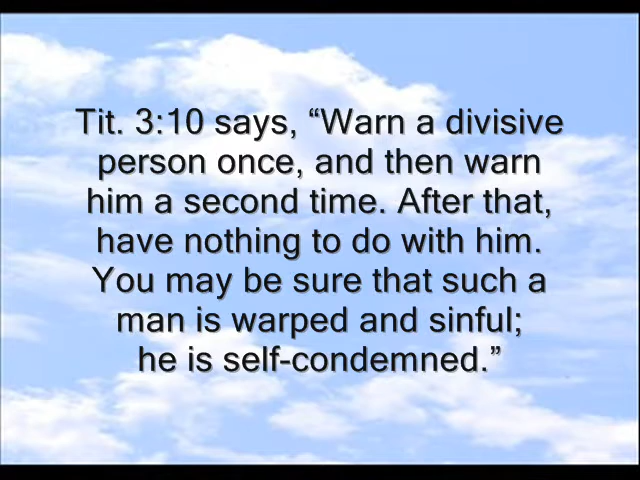 Tit. 3:10 says, “Warn a divisive
person once, and then warn
him a second time. After that,
have nothing to do with him.
You may be sure that such a
man is warped and sinful;
he is self-condemned.”